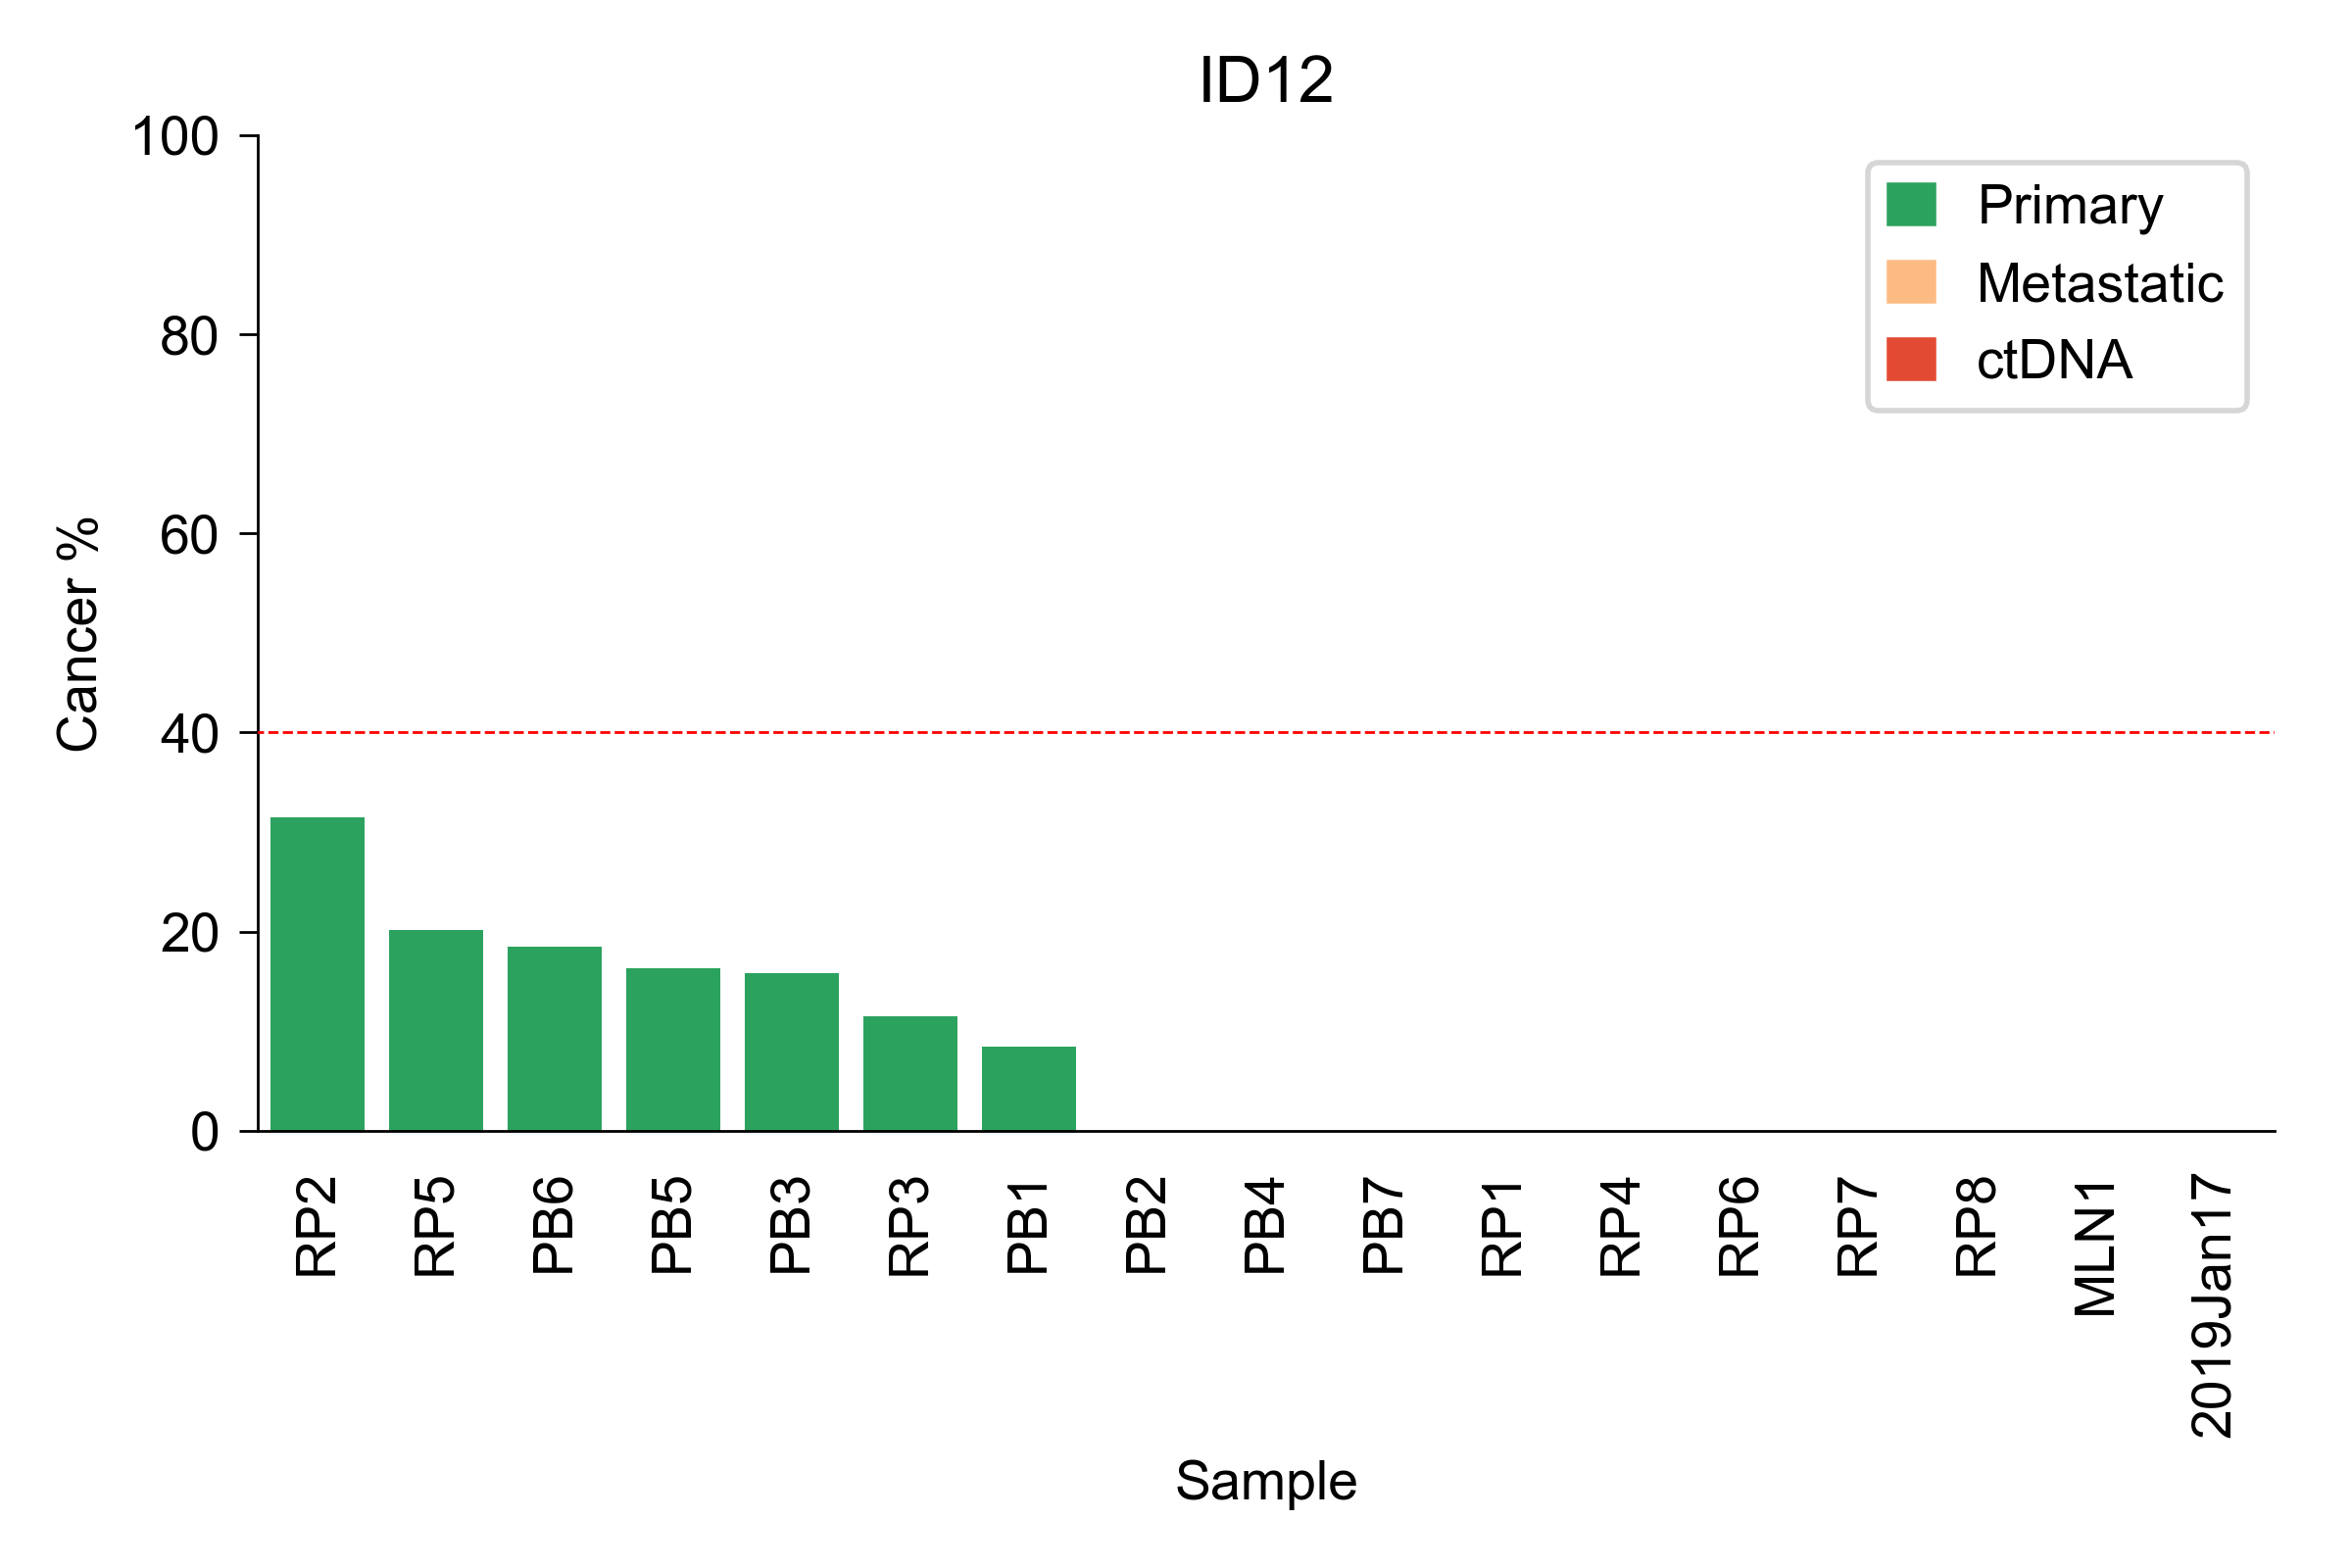 ID12
100
80
60
40
20
0
Cancer %
Primary
Metastatic
ctDNA
RP2
RP5
PB6
PB5
PB3
RP3
PB1
PB2
PB4
PB7
RP1
RP4
RP6
RP7
RP8
MLN1
2019Jan17
Sample